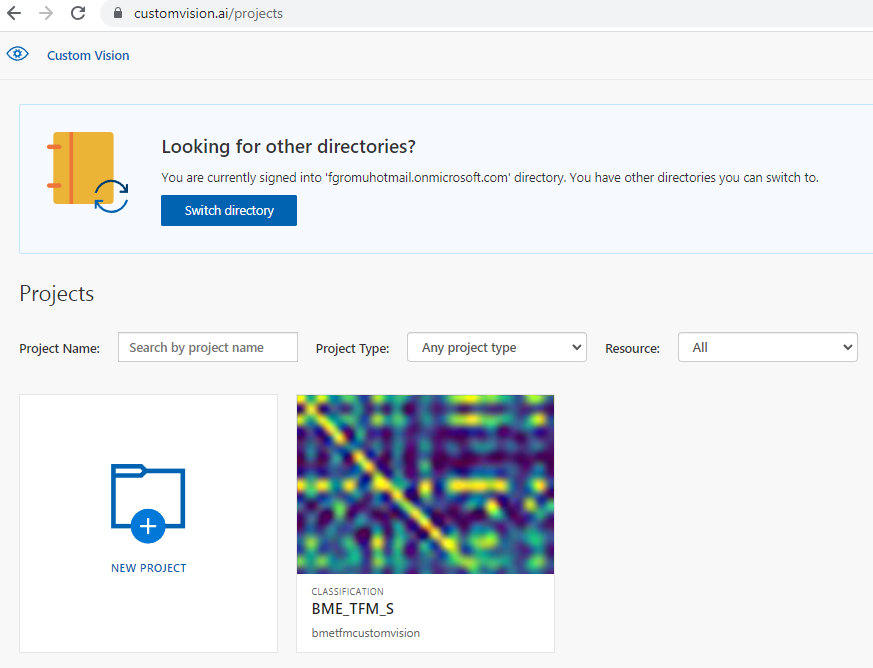 customvision.ai/projects
Custom Vision
Looking for other directories?
You are currently signed into 'fgromuhotmail.onmicrosoft.com' directory. You have other directories you can switch to.
Switch directory
Projects
Project Name: Search by project name Project Type: Any project type Resource: All
NEW PROJECT
CLASSIFICATION
BME_TFM_S
bmetfmcustomvision